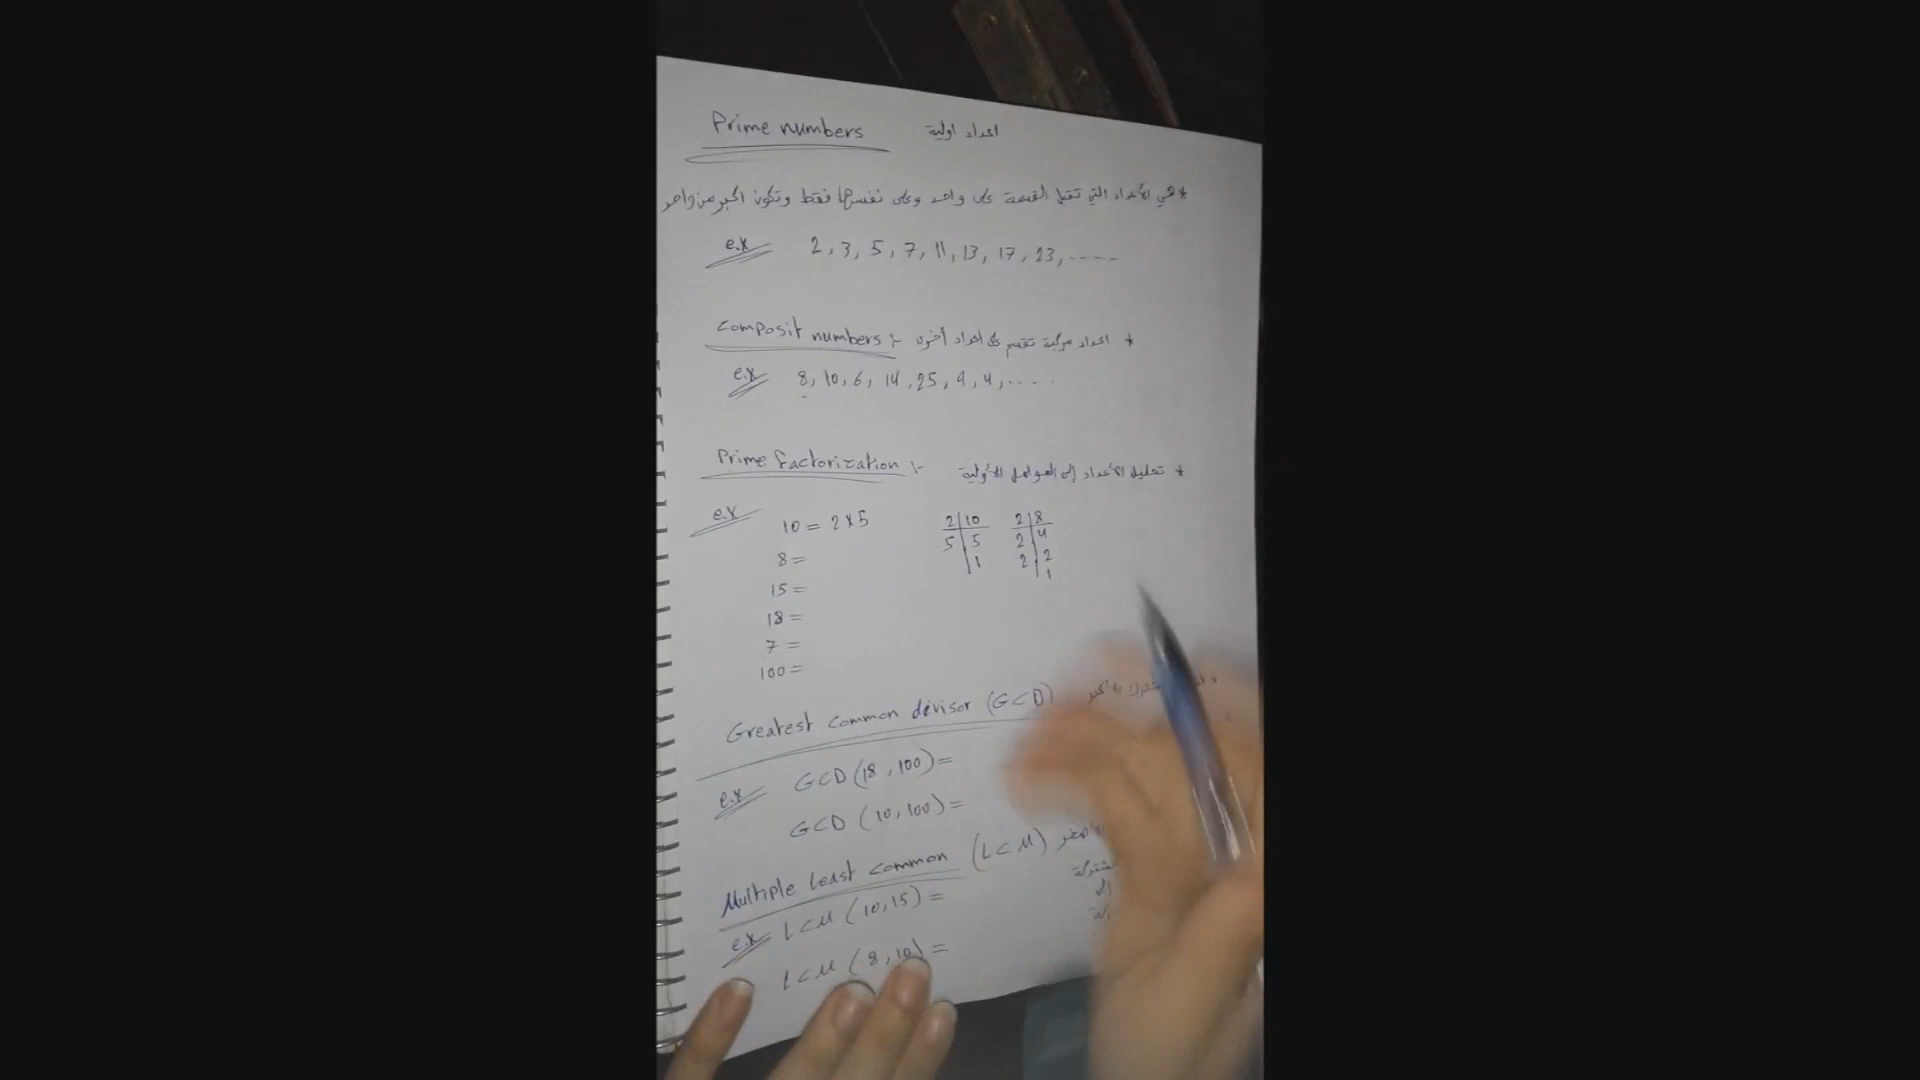 Prime numbers اعداد اولية
* هي الأعداد التي تقبل القسمة على واحد وعلى نفسها فقط وتكون اكبر من واحد
e.x 2, 3, 5, 7, 11, 13, 17, 23, .....
Composit numbers :- * اعداد مركبة تقسم على اعداد أخرى
e.x 8, 10, 6, 14, 25, 9, 4, ....
Prime factorization :- * تحليل الأعداد إلى العوامل الأولية
e.x 10 = 2 x 5 2|10 2|8
5|5 2|4
8 = |1 2|2
|1
15 =
18 =
7 =
100 =
Greatest common divisor (GCD)
e.x GCD (18, 100) =
GCD (10, 100) =
Multiple least common (LCM)
e.x LCM (10, 15) =
LCM (8, 10) =